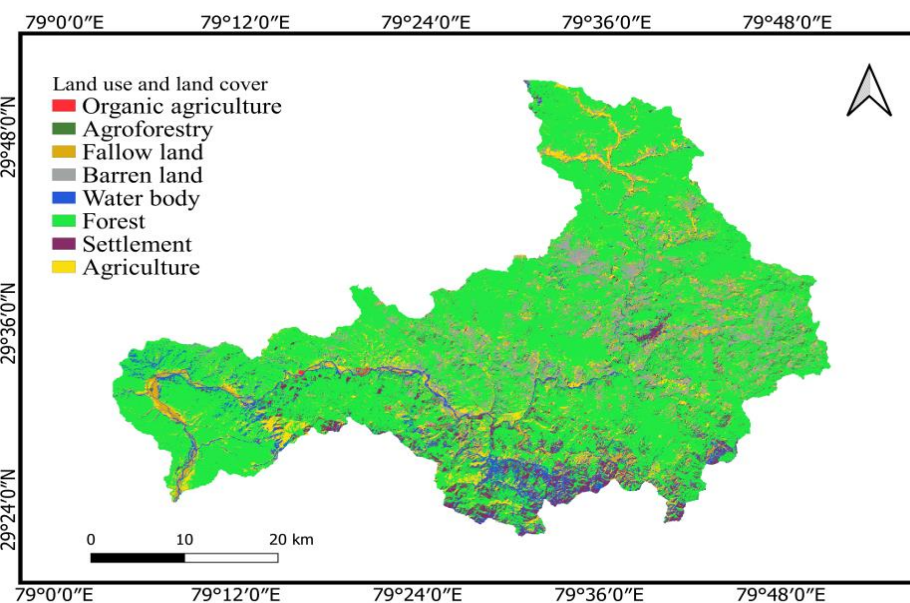 79°0′0″E 79°12′0″E 79°24′0″E 79°36′0″E 79°48′0″E
Land use and land cover
Organic agriculture
Agroforestry
Fallow land
Barren land
Water body
Forest
Settlement
Agriculture
29°48′0″N
29°36′0″N
29°24′0″N
0 10 20 km
79°0′0″E 79°12′0″E 79°24′0″E 79°36′0″E 79°48′0″E